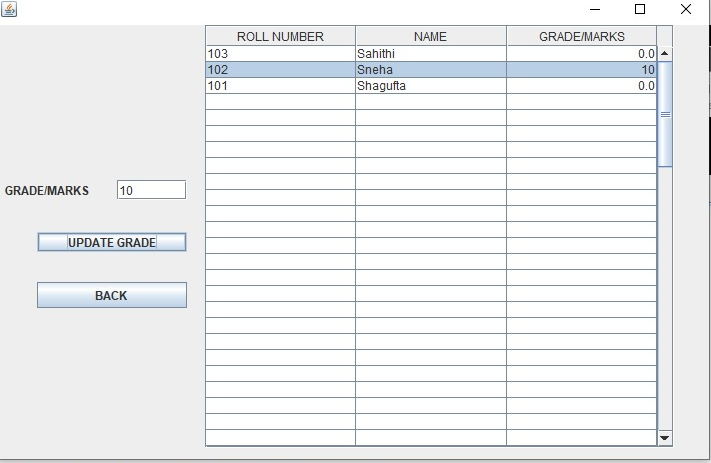 ROLL NUMBER NAME GRADE/MARKS
103 Sahithi 0.0
102 Sneha 10
101 Shagufta 0.0
GRADE/MARKS 10
UPDATE GRADE
BACK